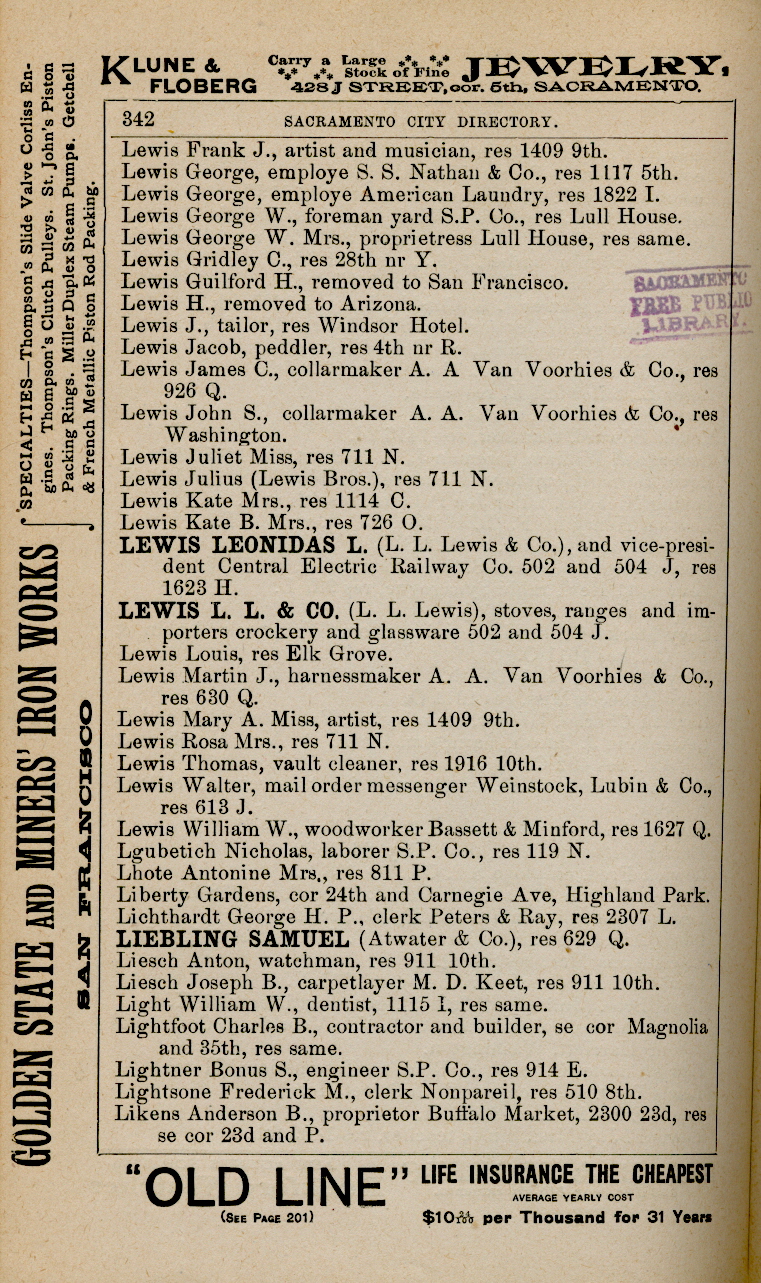 KLUNE & FLOBERG
Carry a Large Stock of Fine JEWELRY,
428 J STREET, cor. 5th, SACRAMENTO.
342 SACRAMENTO CITY DIRECTORY.
Lewis Frank J., artist and musician, res 1409 9th.
Lewis George, employe S. S. Nathan & Co., res 1117 5th.
Lewis George, employe American Laundry, res 1822 I.
Lewis George W., foreman yard S.P. Co., res Lull House.
Lewis George W. Mrs., proprietress Lull House, res same.
Lewis Gridley C., res 28th nr Y.
Lewis Guilford H., removed to San Francisco.
Lewis H., removed to Arizona.
Lewis J., tailor, res Windsor Hotel.
Lewis Jacob, peddler, res 4th nr R.
Lewis James C., collarmaker A. A Van Voorhies & Co., res
926 Q.
Lewis John S., collarmaker A. A. Van Voorhies & Co., res
Washington.
Lewis Juliet Miss, res 711 N.
Lewis Julius (Lewis Bros.), res 711 N.
Lewis Kate Mrs., res 1114 C.
Lewis Kate B. Mrs., res 726 O.
LEWIS LEONIDAS L. (L. L. Lewis & Co.), and vice-presi-
dent Central Electric Railway Co. 502 and 504 J, res
1623 H.
LEWIS L. L. & CO. (L. L. Lewis), stoves, ranges and im-
porters crockery and glassware 502 and 504 J.
Lewis Louis, res Elk Grove.
Lewis Martin J., harnessmaker A. A. Van Voorhies & Co.,
res 630 Q.
Lewis Mary A. Miss, artist, res 1409 9th.
Lewis Rosa Mrs., res 711 N.
Lewis Thomas, vault cleaner, res 1916 10th.
Lewis Walter, mail order messenger Weinstock, Lubin & Co.,
res 613 J.
Lewis William W., woodworker Bassett & Minford, res 1627 Q.
Lgubetich Nicholas, laborer S.P. Co., res 119 N.
Lhote Antonine Mrs., res 811 P.
Liberty Gardens, cor 24th and Carnegie Ave, Highland Park.
Lichthardt George H. P., clerk Peters & Ray, res 2307 L.
LIEBLING SAMUEL (Atwater & Co.), res 629 Q.
Liesch Anton, watchman, res 911 10th.
Liesch Joseph B., carpetlayer M. D. Keet, res 911 10th.
Light William W., dentist, 1115 I, res same.
Lightfoot Charles B., contractor and builder, se cor Magnolia
and 35th, res same.
Lightner Bonus S., engineer S.P. Co., res 914 E.
Lightsone Frederick M., clerk Nonpareil, res 510 8th.
Likens Anderson B., proprietor Buffalo Market, 2300 23d, res
se cor 23d and P.
SACRAMENTO
FREE PUBLIC
LIBRARY.
GOLDEN STATE AND MINERS' IRON WORKS
SAN FRANCISCO
SPECIALTIES—Thompson's Slide Valve Corliss En-
gines. Thompson's Clutch Pulleys. St. John's Piston
Packing Rings. Miller Duplex Steam Pumps. Getchell
& French Metallic Piston Rod Packing.
"OLD LINE"
(SEE PAGE 201)
LIFE INSURANCE THE CHEAPEST
AVERAGE YEARLY COST
$10 per Thousand for 31 Years